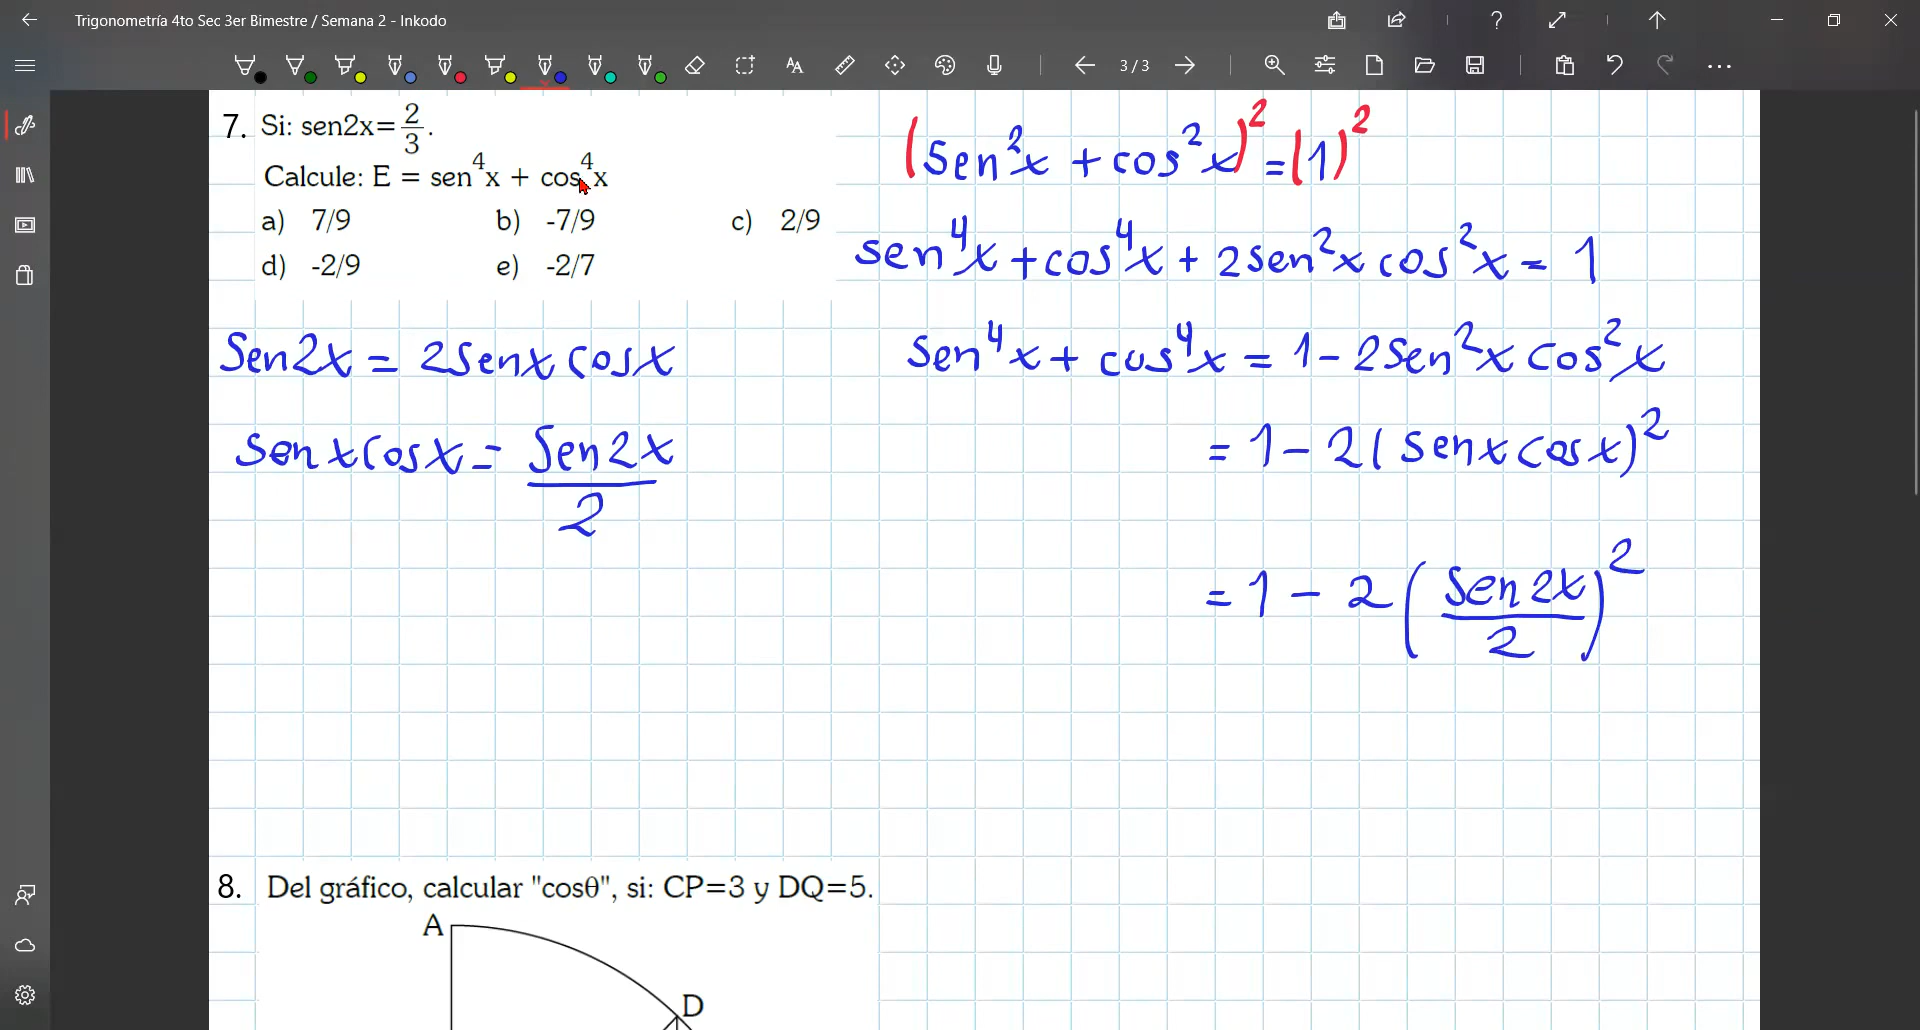 Trigonometría 4to Sec 3er Bimestre / Semana 2 - Inkodo
3 / 3
7. Si: sen2x=2/3.
Calcule: E = sen⁴x + cos⁴x
a) 7/9 b) -7/9 c) 2/9
d) -2/9 e) -2/7
(sen²x + cos²x)² = (1)²
sen⁴x + cos⁴x + 2sen²x cos²x = 1
Sen2x = 2senx cosx
sen⁴x + cos⁴x = 1 - 2sen²x cos²x
senxcosx = Sen2x/2
= 1 - 2(senx cosx)²
= 1 - 2(Sen2x/2)²
8. Del gráfico, calcular "cosθ", si: CP=3 y DQ=5.
A
D